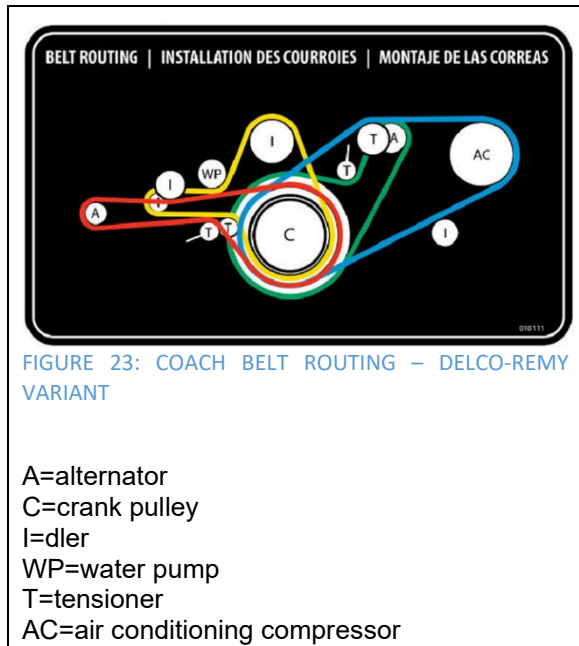 BELT ROUTING | INSTALLATION DES COURROIES | MONTAJE DE LAS CORREAS
I
T
A
AC
WP
T
I
I
A
T
T
C
I
010111
FIGURE 23: COACH BELT ROUTING – DELCO-REMY
VARIANT
A=alternator
C=crank pulley
I=dler
WP=water pump
T=tensioner
AC=air conditioning compressor